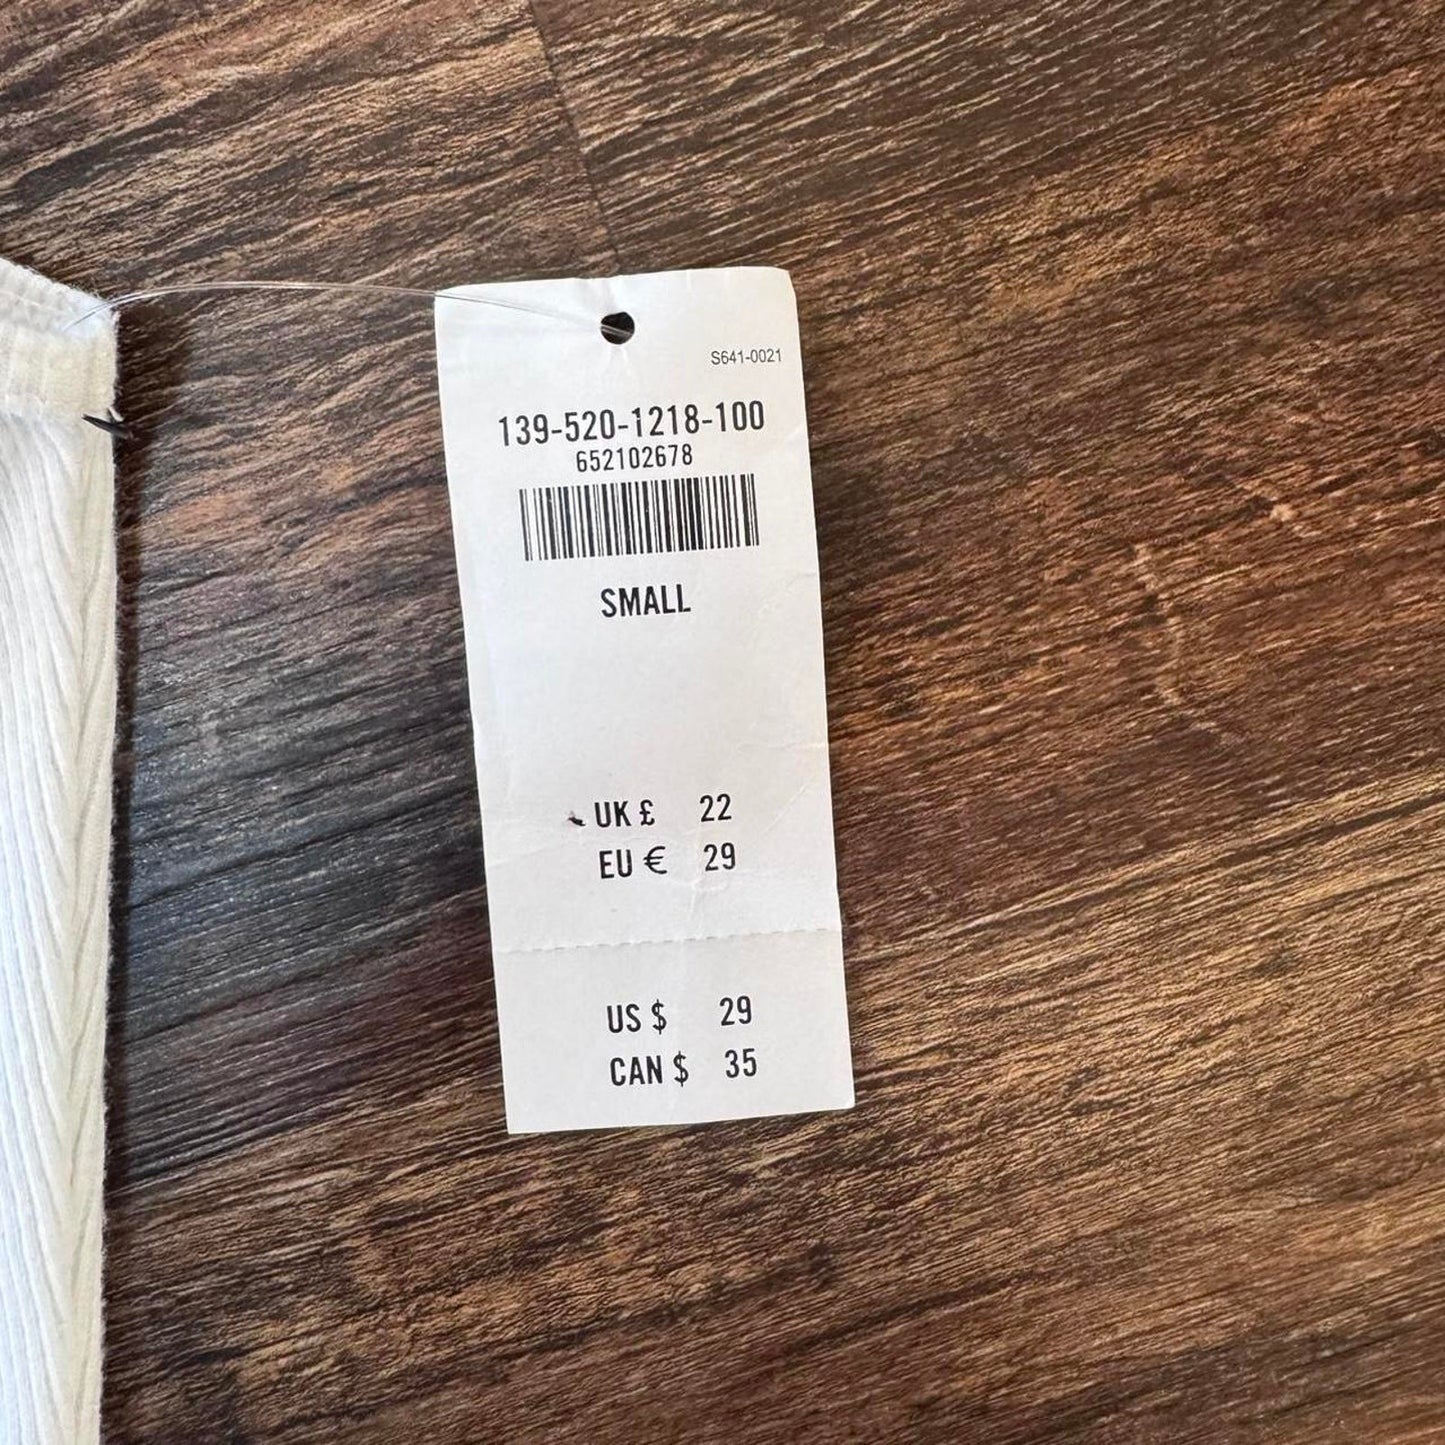 S641-0021
139-520-1218-100
652102678
SMALL
UK £ 22
EU € 29
US $ 29
CAN $ 35